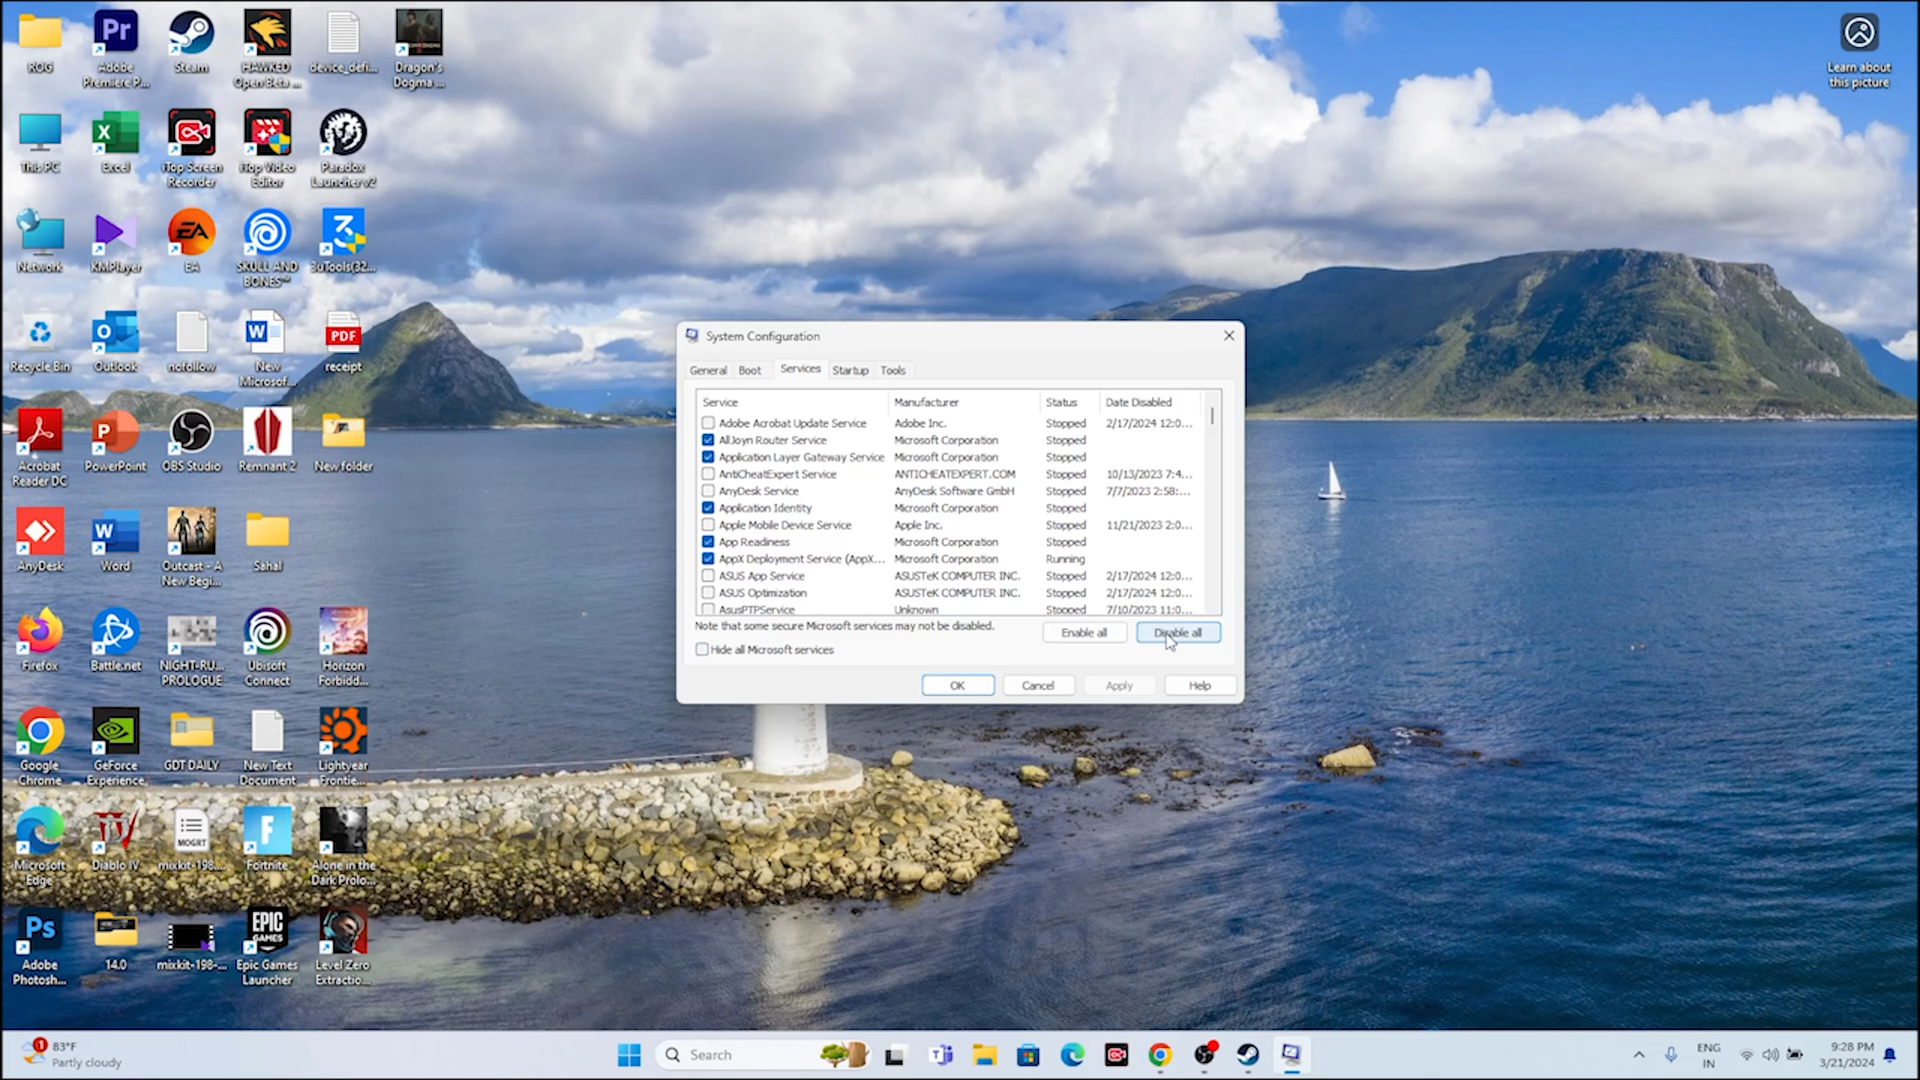 ROG
Adobe
Premiere P...
Steam
HAWKED
Open Beta ...
device_defi...
Dragon's
Dogma ...
Learn about
this picture
This PC
Excel
iTop Screen
Recorder
iTop Video
Editor
Paradox
Launcher v2
Network
KMPlayer
EA
SKULL AND
BONES™
3uTools(32...
Recycle Bin
Outlook
nofollow
New
Microsof...
PDF
receipt
Acrobat
Reader DC
PowerPoint
OBS Studio
Remnant 2
New folder
AnyDesk
Word
Outcast - A
New Begi...
Sahal
Firefox
Battle.net
NIGHT-RU...
PROLOGUE
Ubisoft
Connect
Horizon
Forbidd...
Google
Chrome
GeForce
Experience
GDT DAILY
New Text
Document
Lightyear
Frontie...
Microsoft
Edge
Diablo IV
MOGRT
mixkit-198...
Fortnite
Alone in the
Dark Prolo...
Adobe
Photosh...
14.0
mixkit-198-...
EPIC
GAMES
Epic Games
Launcher
Level Zero
Extractio...
System Configuration
General Boot Services Startup Tools
Service Manufacturer Status Date Disabled
Adobe Acrobat Update Service Adobe Inc. Stopped 2/17/2024 12:0...
AllJoyn Router Service Microsoft Corporation Stopped
Application Layer Gateway Service Microsoft Corporation Stopped
AntiCheatExpert Service ANTICHEATEXPERT.COM Stopped 10/13/2023 7:4...
AnyDesk Service AnyDesk Software GmbH Stopped 7/7/2023 2:58:...
Application Identity Microsoft Corporation Stopped
Apple Mobile Device Service Apple Inc. Stopped 11/21/2023 2:0...
App Readiness Microsoft Corporation Stopped
AppX Deployment Service (AppX... Microsoft Corporation Running
ASUS App Service ASUSTeK COMPUTER INC. Stopped 2/17/2024 12:0...
ASUS Optimization ASUSTeK COMPUTER INC. Stopped 2/17/2024 12:0...
AsusPTPService Unknown Stopped 7/10/2023 11:0...
Note that some secure Microsoft services may not be disabled.
Enable all Disable all
Hide all Microsoft services
OK Cancel Apply Help
1
83°F
Partly cloudy
Search
ENG
IN
9:28 PM
3/21/2024